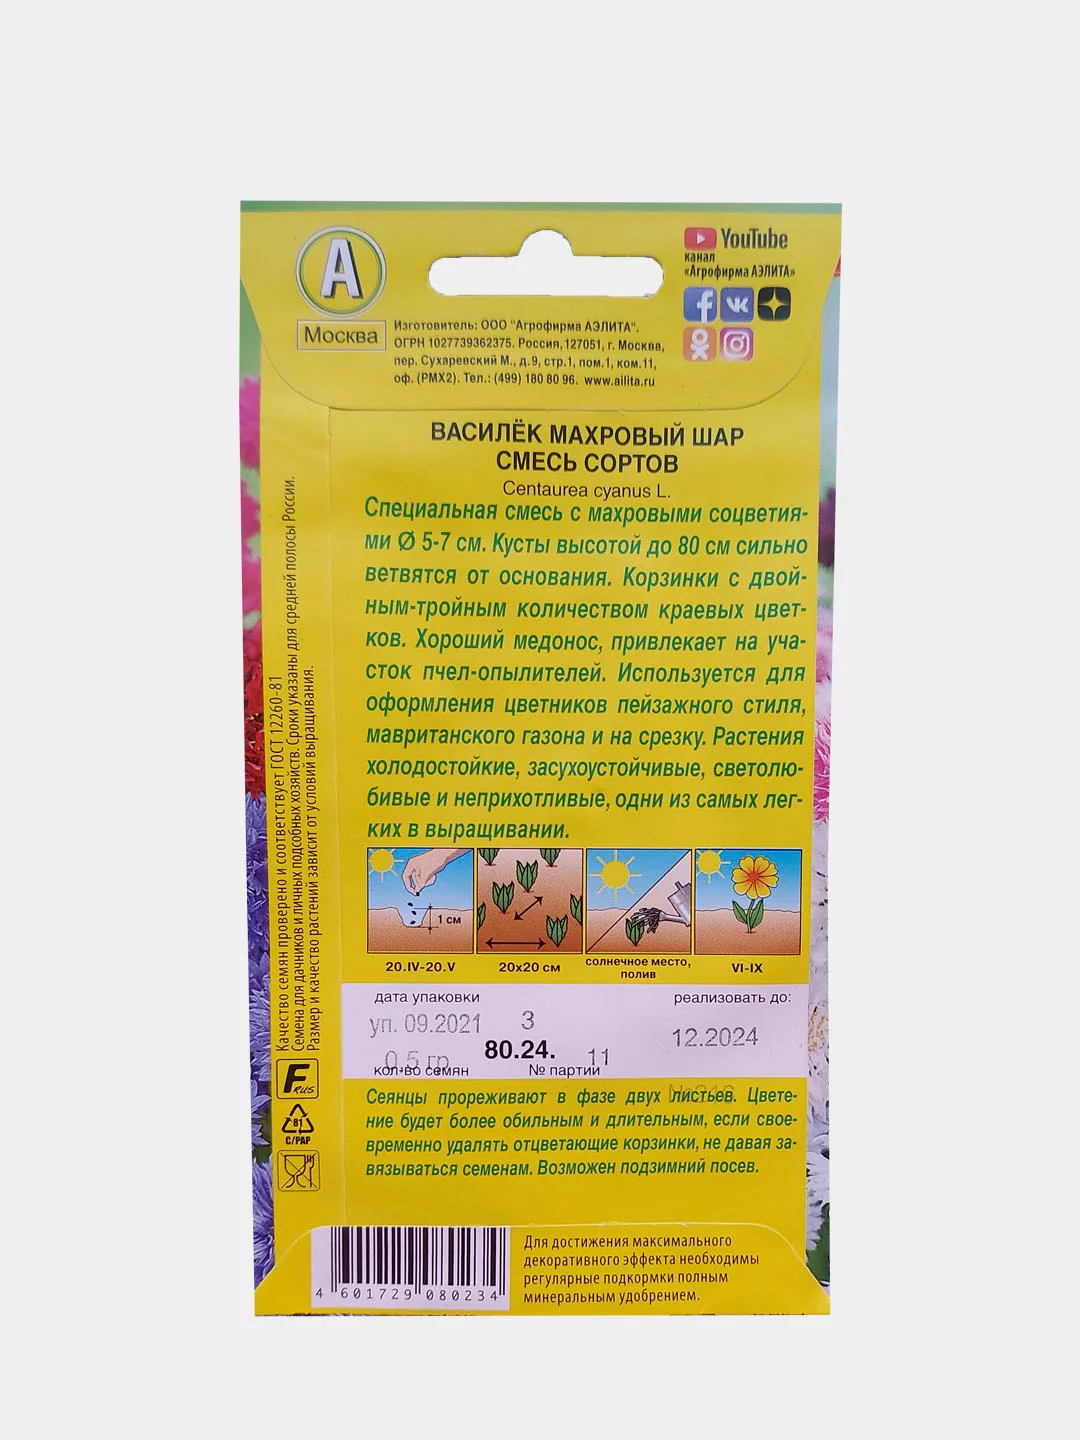 А
Москва
Изготовитель: ООО "Агрофирма АЭЛИТА".
ОГРН 1027739362375. Россия,127051, г. Москва,
пер. Сухаревский М., д.9, стр.1, пом.1, ком.11,
оф. (РМХ2). Тел.: (499) 180 80 96. www.ailita.ru
YouTube
канал
«Агрофирма АЭЛИТА»
ВАСИЛЁК МАХРОВЫЙ ШАР
СМЕСЬ СОРТОВ
Centaurea cyanus L.
Специальная смесь с махровыми соцветия-
ми Ø 5-7 см. Кусты высотой до 80 см сильно
ветвятся от основания. Корзинки с двой-
ным-тройным количеством краевых цвет-
ков. Хороший медонос, привлекает на уча-
сток пчел-опылителей. Используется для
оформления цветников пейзажного стиля,
мавританского газона и на срезку. Растения
холодостойкие, засухоустойчивые, светолю-
бивые и неприхотливые, одни из самых лег-
ких в выращивании.
1 см
20.IV-20.V
20х20 см
солнечное место,
полив
VI-IX
дата упаковки
реализовать до:
уп. 09.2021 3
12.2024
0,5 гр 80.24. 11
кол-во семян № партии
Сеянцы прореживают в фазе двух листьев. Цвете-
ние будет более обильным и длительным, если свое-
временно удалять отцветающие корзинки, не давая за-
вязываться семенам. Возможен подзимний посев.
Качество семян проверено и соответствует ГОСТ 12260-81
Семена для дачников и личных подсобных хозяйств. Сроки указаны для средней полосы России.
Размер и качество растений зависит от условий выращивания.
F RUS
81
C/PAP
4 601729 080234
Для достижения максимального
декоративного эффекта необходимы
регулярные подкормки полным
минеральным удобрением.